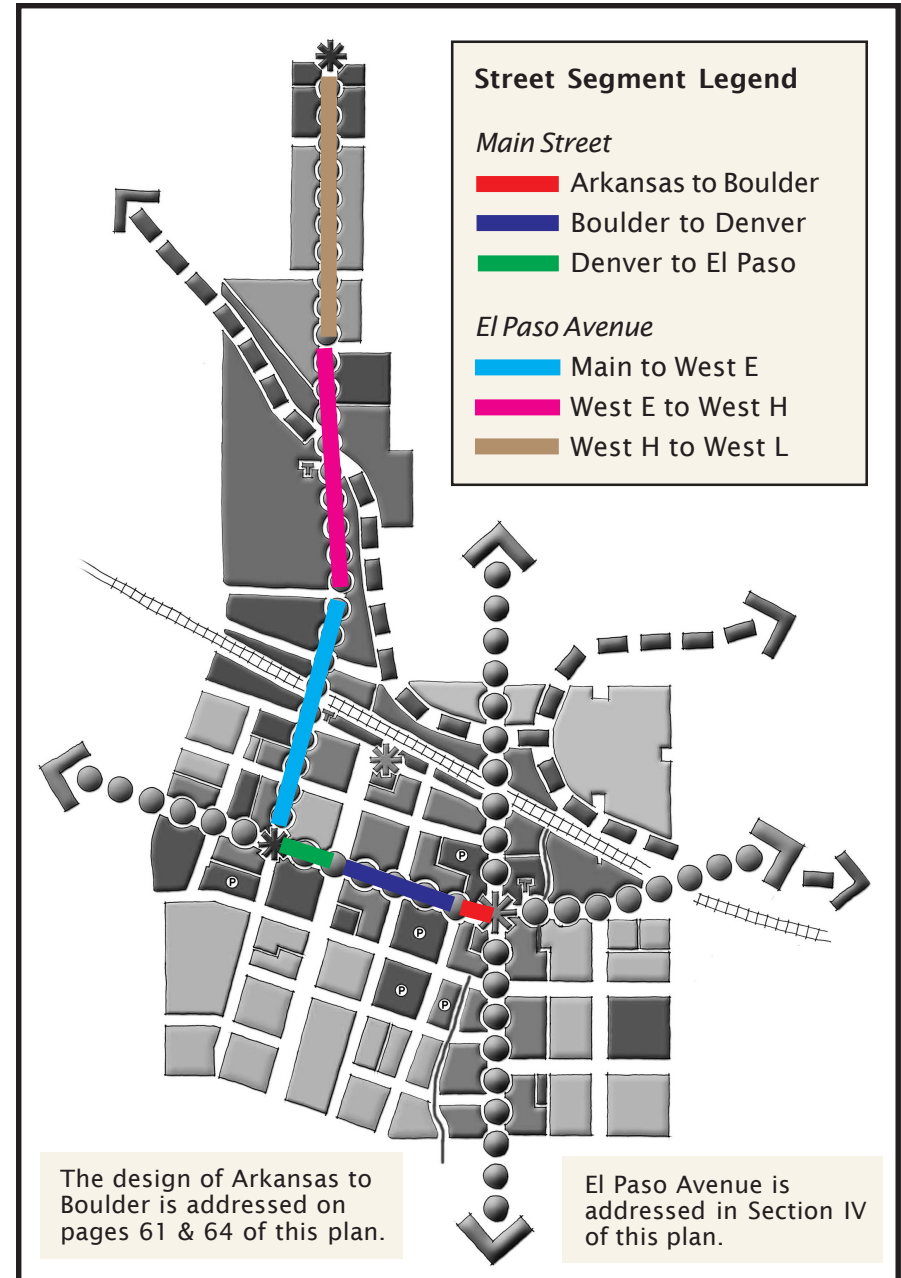 Street Segment Legend
Main Street
Arkansas to Boulder
Boulder to Denver
Denver to El Paso
El Paso Avenue
Main to West E
West E to West H
West H to West L
T
T
P
T
P
P
P
P
The design of Arkansas to
Boulder is addressed on
pages 61 & 64 of this plan.
El Paso Avenue is
addressed in Section IV
of this plan.